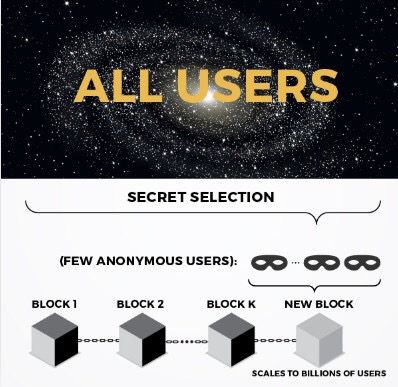 ALL USERS
SECRET SELECTION
(FEW ANONYMOUS USERS):
BLOCK 1 BLOCK 2 BLOCK K NEW BLOCK
SCALES TO BILLIONS OF USERS